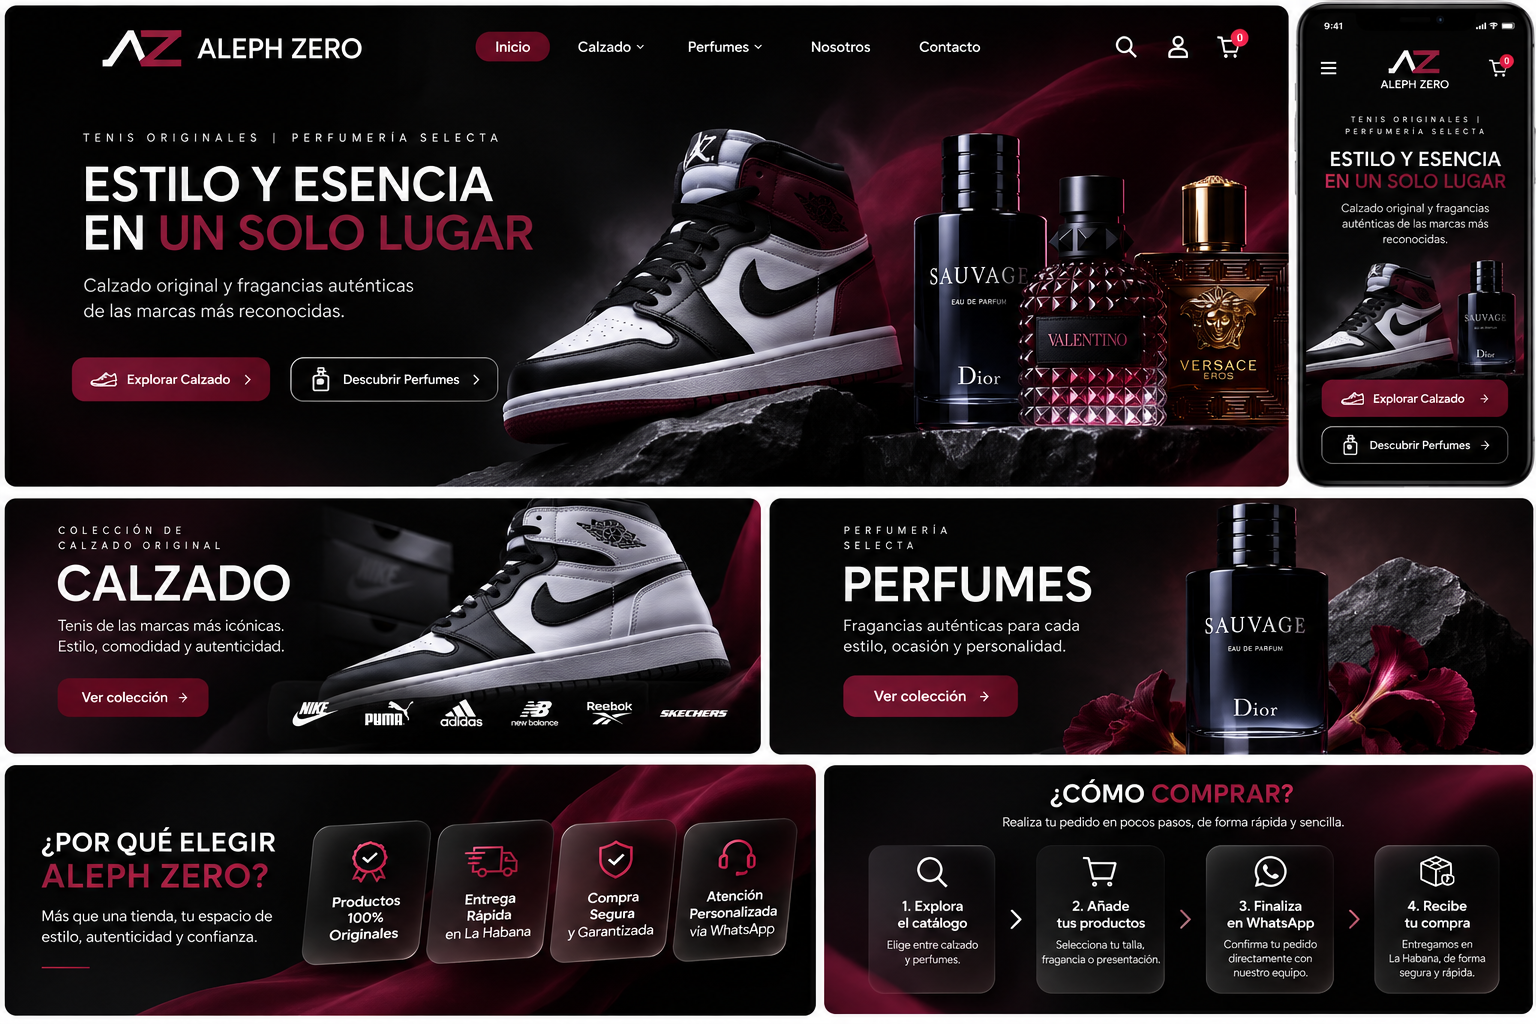 AZ ALEPH ZERO
Inicio
Calzado
Perfumes
Nosotros
Contacto
0
TENIS ORIGINALES | PERFUMERÍA SELECTA
ESTILO Y ESENCIA
EN UN SOLO LUGAR
Calzado original y fragancias auténticas
de las marcas más reconocidas.
Explorar Calzado
Descubrir Perfumes
SAUVAGE
EAU DE PARFUM
Dior
VALENTINO
VERSACE
EROS
9:41
AZ
ALEPH ZERO
0
TENIS ORIGINALES |
PERFUMERÍA SELECTA
ESTILO Y ESENCIA
EN UN SOLO LUGAR
Calzado original y fragancias
auténticas de las marcas más
reconocidas.
SAUVAGE
EAU DE PARFUM
Dior
Explorar Calzado
Descubrir Perfumes
COLECCIÓN DE
CALZADO ORIGINAL
CALZADO
Tenis de las marcas más icónicas.
Estilo, comodidad y autenticidad.
Ver colección
NIKE
NIKE
PUMA
adidas
NB
new balance
Reebok
SKECHERS
PERFUMERÍA
SELECTA
PERFUMES
Fragancias auténticas para cada
estilo, ocasión y personalidad.
Ver colección
SAUVAGE
EAU DE PARFUM
Dior
¿POR QUÉ ELEGIR
ALEPH ZERO?
Más que una tienda, tu espacio de
estilo, autenticidad y confianza.
Productos
100%
Originales
Entrega
Rápida
en La Habana
Compra
Segura
y Garantizada
Atención
Personalizada
via WhatsApp
¿CÓMO COMPRAR?
Realiza tu pedido en pocos pasos, de forma rápida y sencilla.
1. Explora
el catálogo
Elige entre calzado
y perfumes.
2. Añade
tus productos
Selecciona tu talla,
fragancia o presentación.
3. Finaliza
en WhatsApp
Confirma tu pedido
directamente con
nuestro equipo.
4. Recibe
tu compra
Entregamos en
La Habana, de forma
segura y rápida.